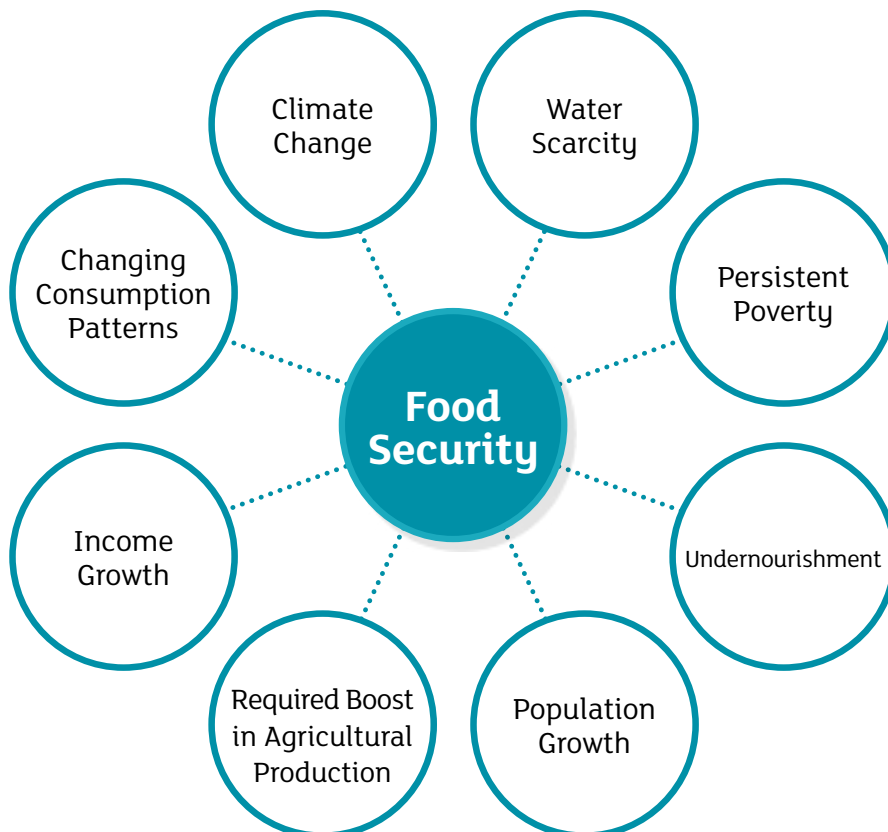 Climate
Change
Water
Scarcity
Changing
Consumption
Patterns
Persistent
Poverty
Food
Security
Income
Growth
Undernourishment
Required Boost
in Agricultural
Production
Population
Growth